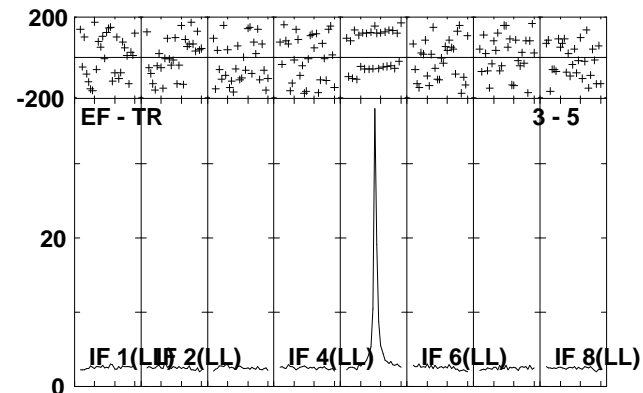 200
-200
EF - TR 3 - 5
20
IF 1(LL) IF 2(LL) IF 4(LL) IF 6(LL) IF 8(LL)
0